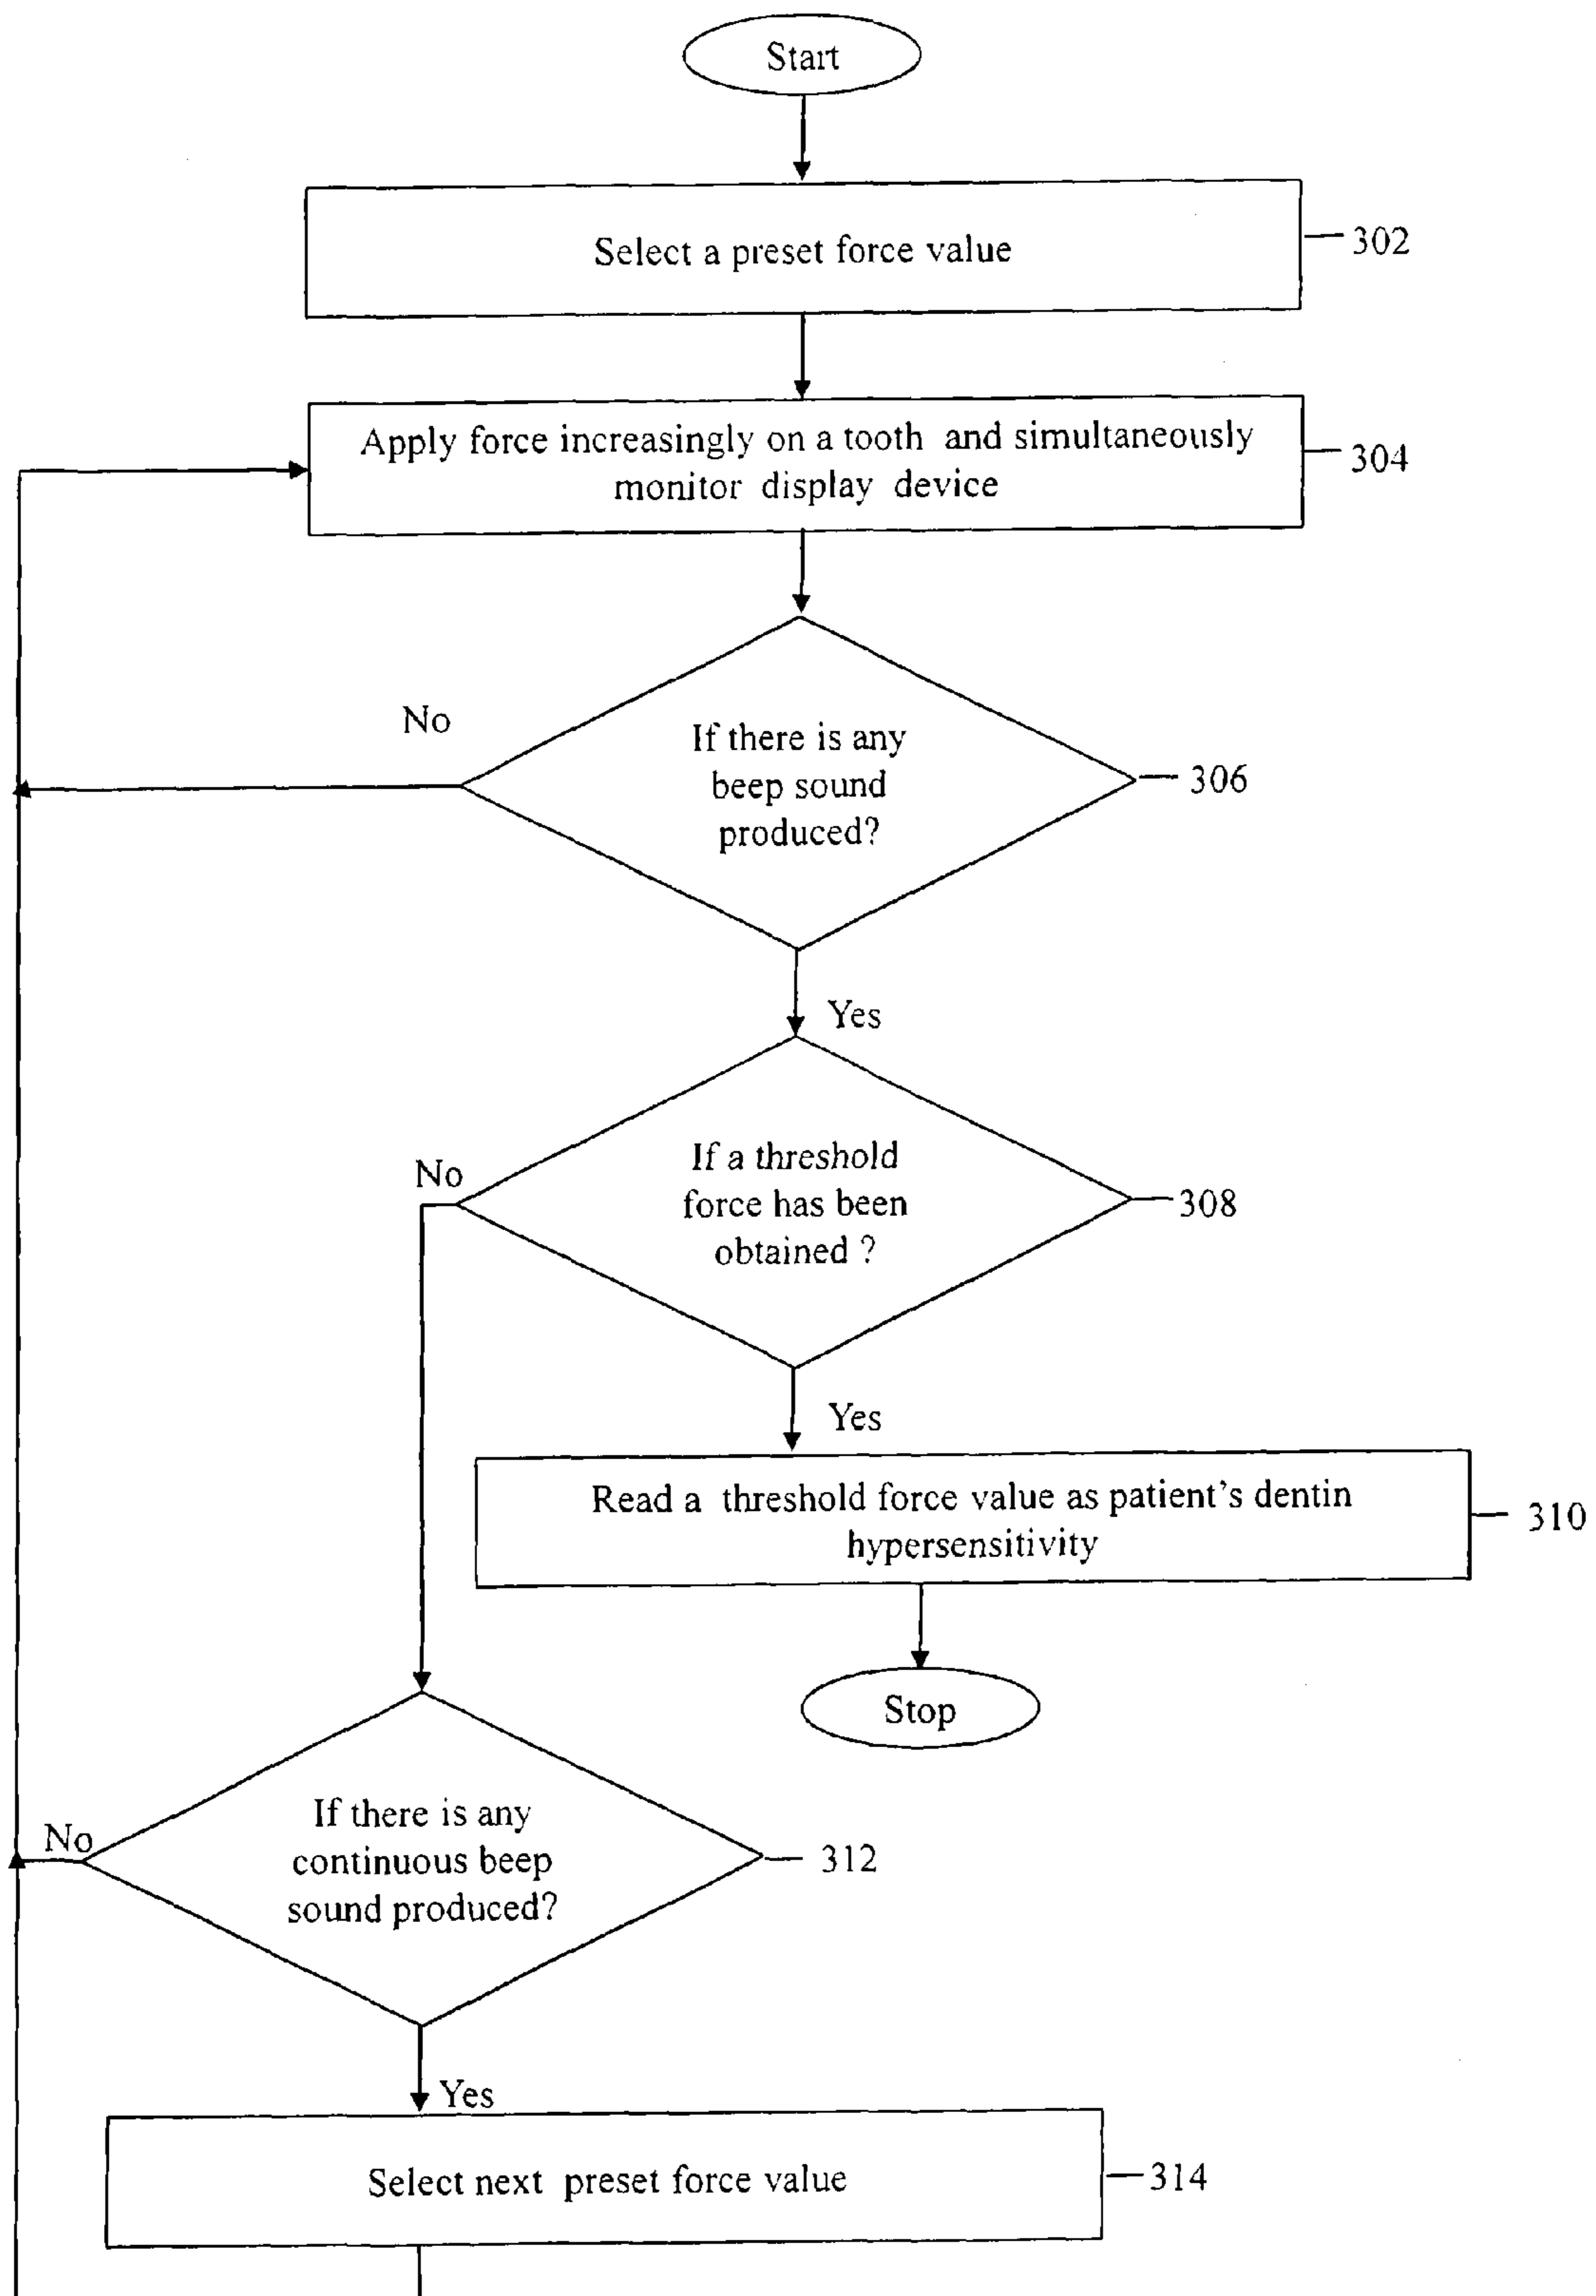 Start
Select a preset force value
302
Apply force increasingly on a tooth and simultaneously
monitor display device
304
No
If there is any
beep sound
produced?
306
Yes
No
If a threshold
force has been
obtained ?
308
Yes
Read a threshold force value as patient's dentin
hypersensitivity
310
Stop
No
If there is any
continuous beep
sound produced?
312
Yes
Select next preset force value
314